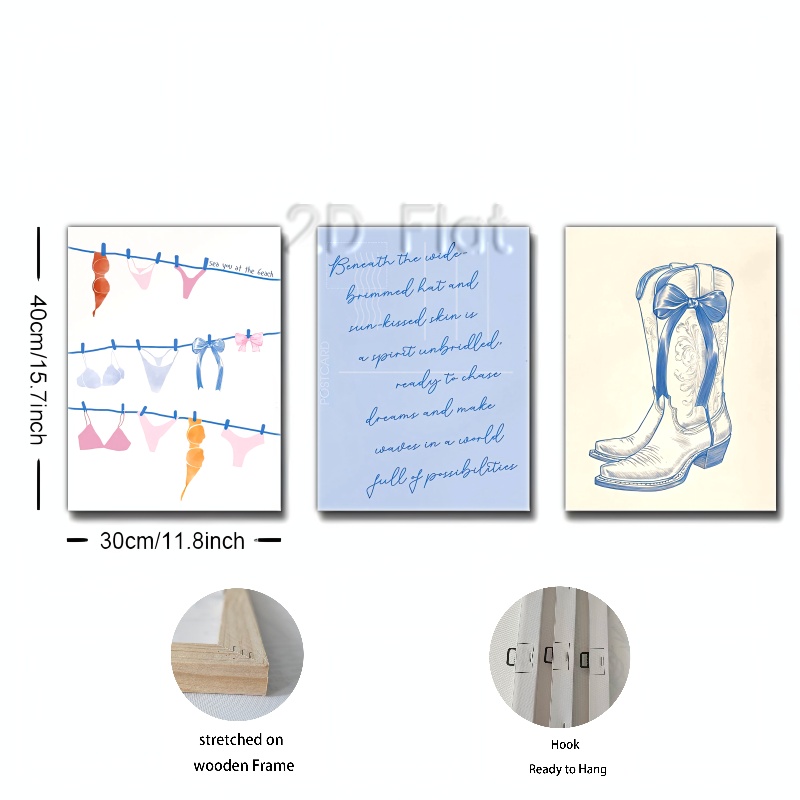 2D Flat
See you at the beach
Beneath the wide-
brimmed hat and
sun-kissed skin is
a spirit unbridled,
ready to chase
dreams and make
waves in a world
full of possibilities
POSTCARD
40cm/15.7inch
30cm/11.8inch
stretched on
wooden Frame
Hook
Ready to Hang